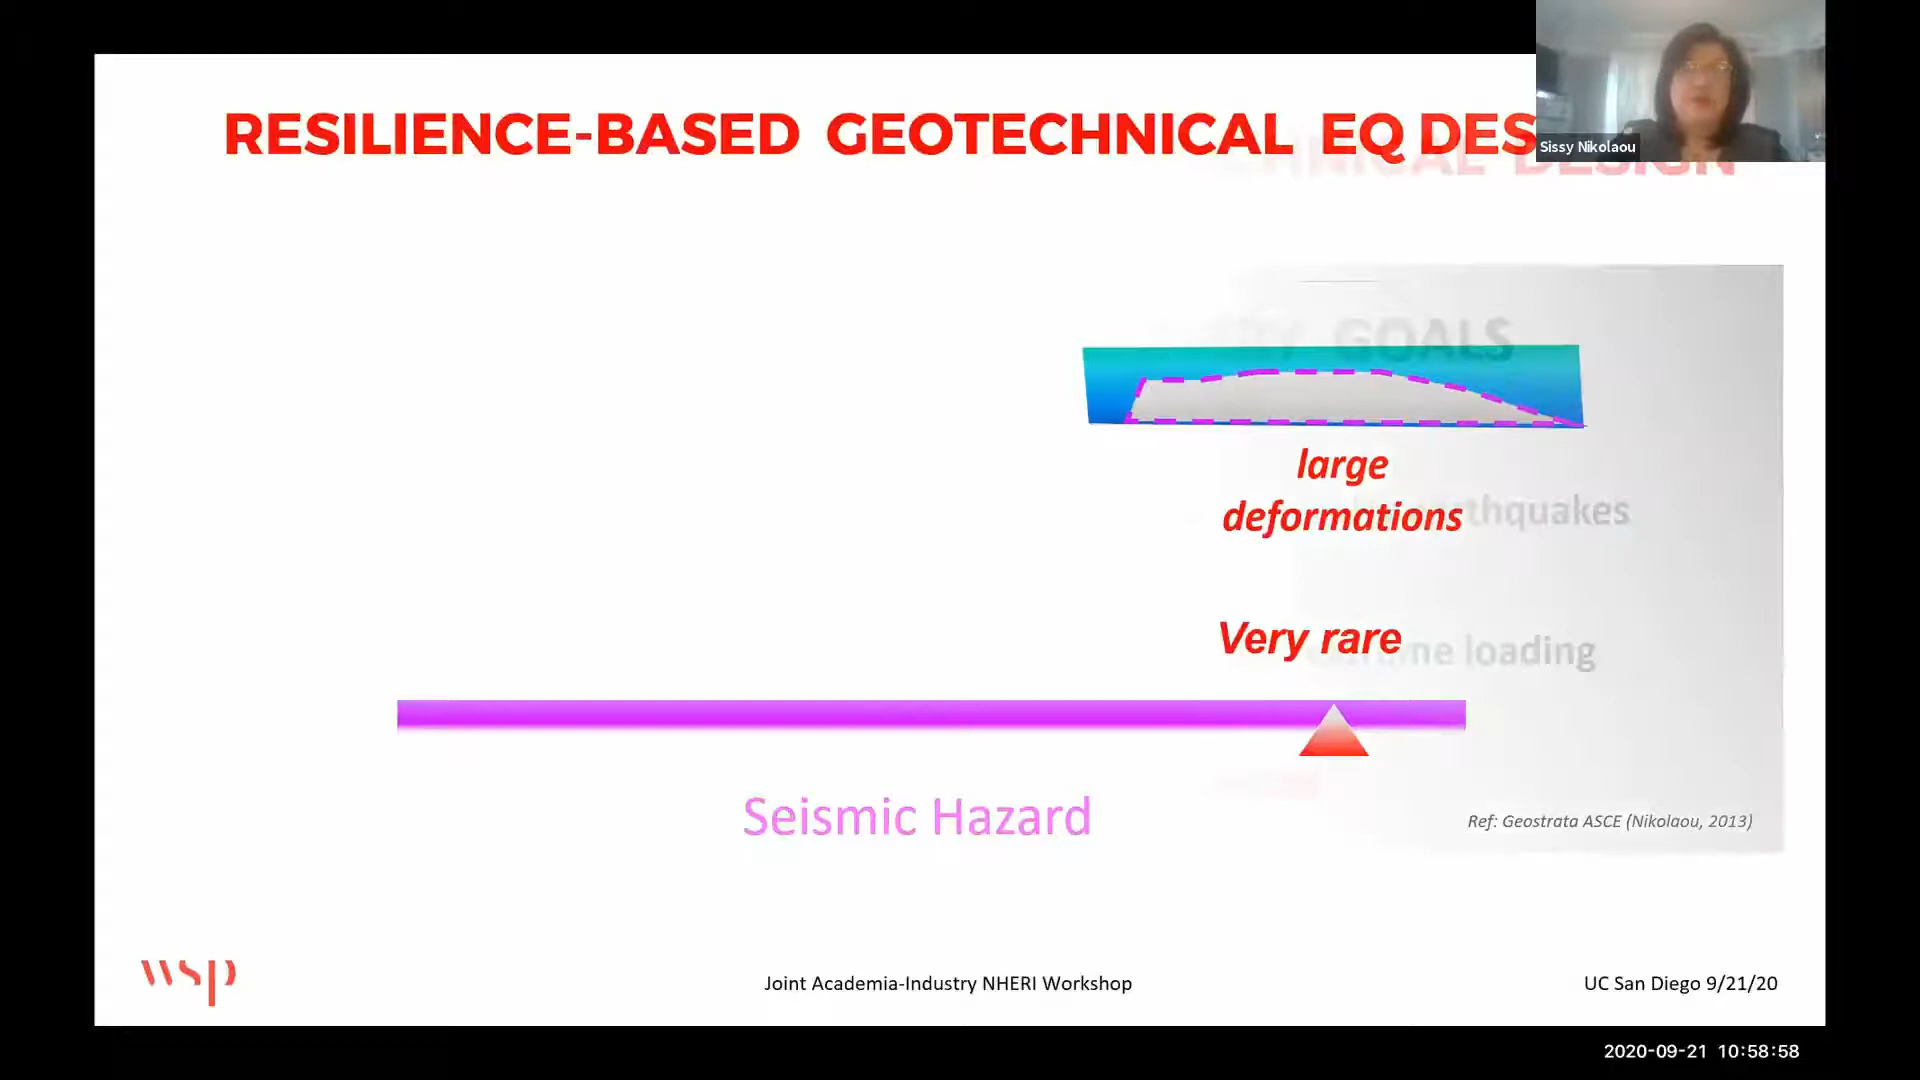 RESILIENCE-BASED GEOTECHNICAL EQ DES
DESIGN
Sissy Nikolaou
GOALS
large
deformations
thquakes
Very rare
loading
Seismic Hazard
Ref: Geostrata ASCE (Nikolaou, 2013)
wsp
Joint Academia-Industry NHERI Workshop
UC San Diego 9/21/20
2020-09-21 10:58:58